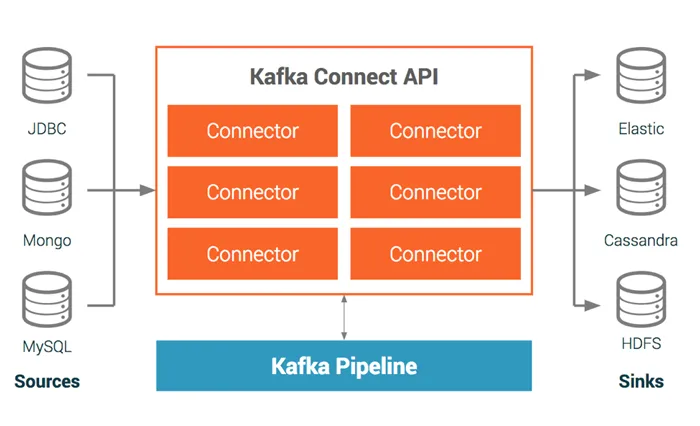 Kafka Connect API
JDBC
Mongo
MySQL
Sources
Connector
Connector
Connector
Connector
Connector
Connector
Kafka Pipeline
Elastic
Cassandra
HDFS
Sinks